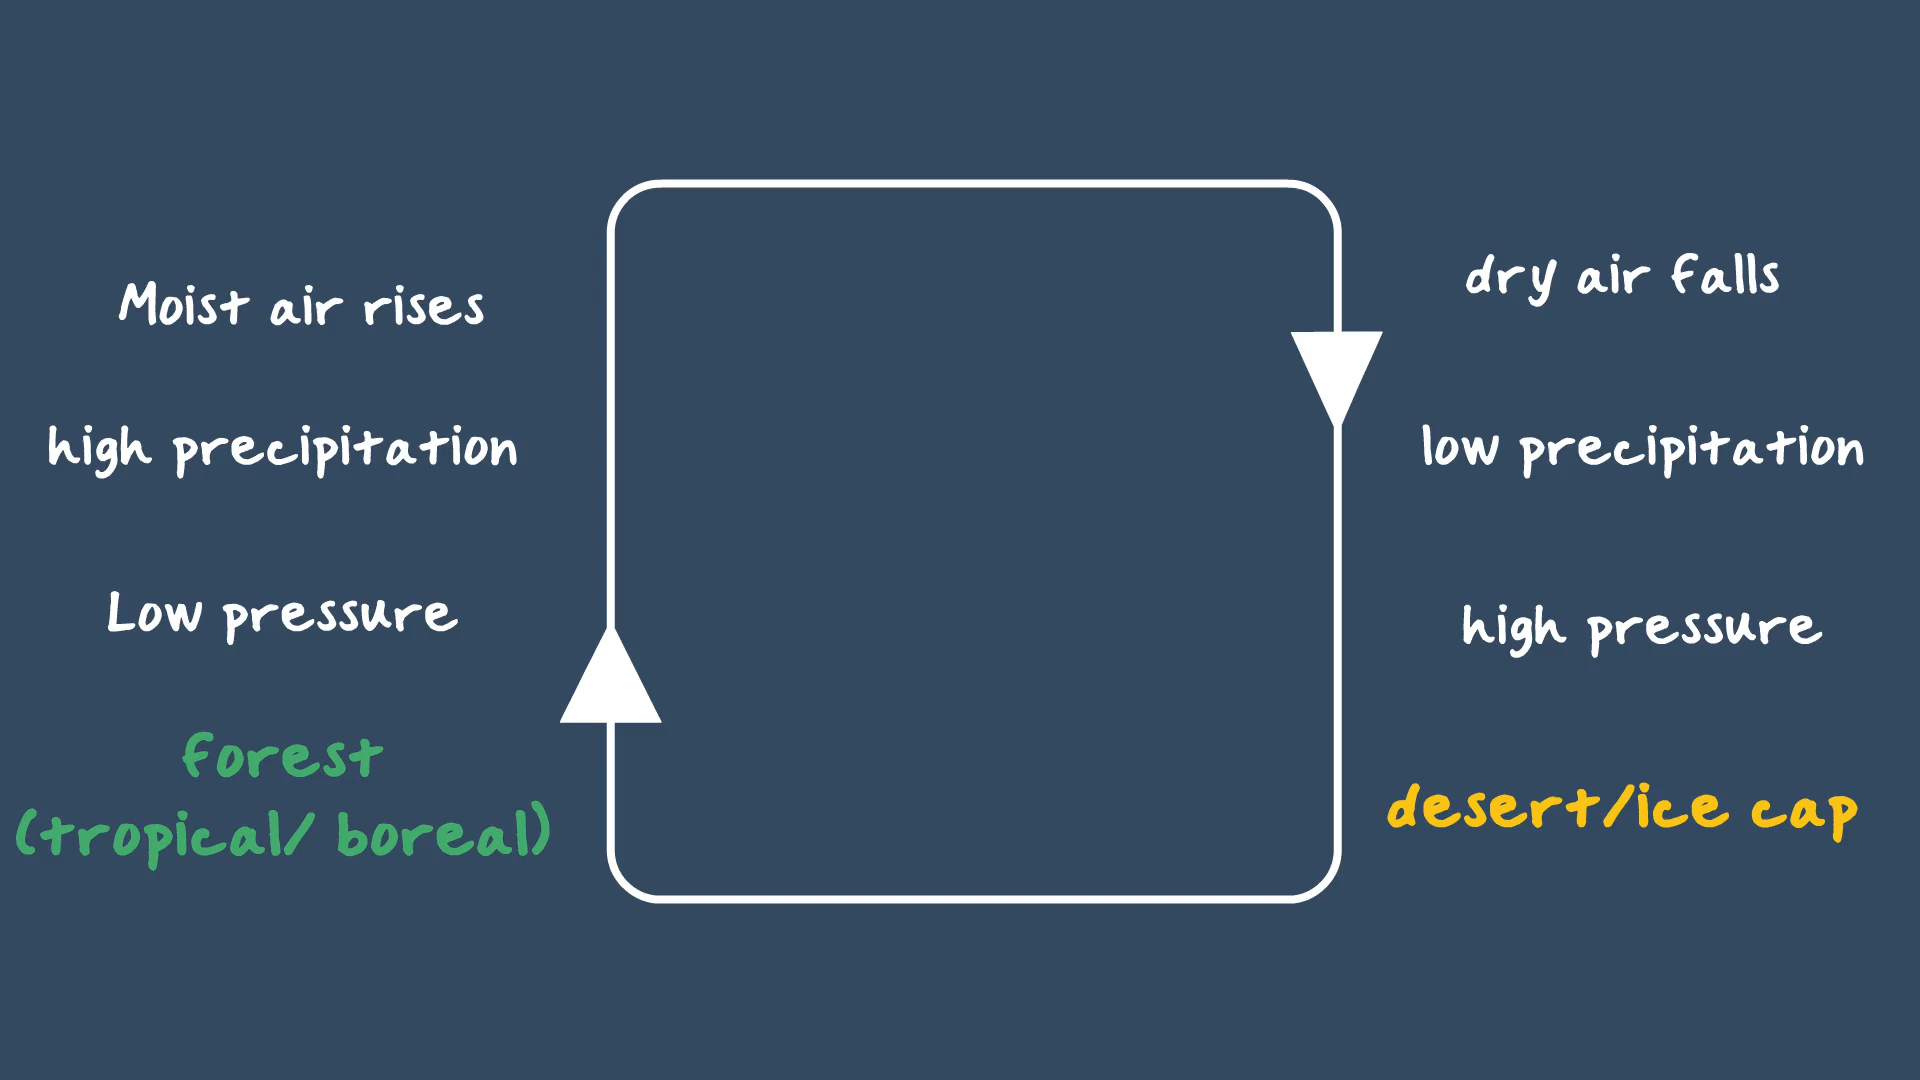 Moist air rises
high precipitation
Low pressure
forest
(tropical/ boreal)
dry air falls
low precipitation
high pressure
desert/ice cap